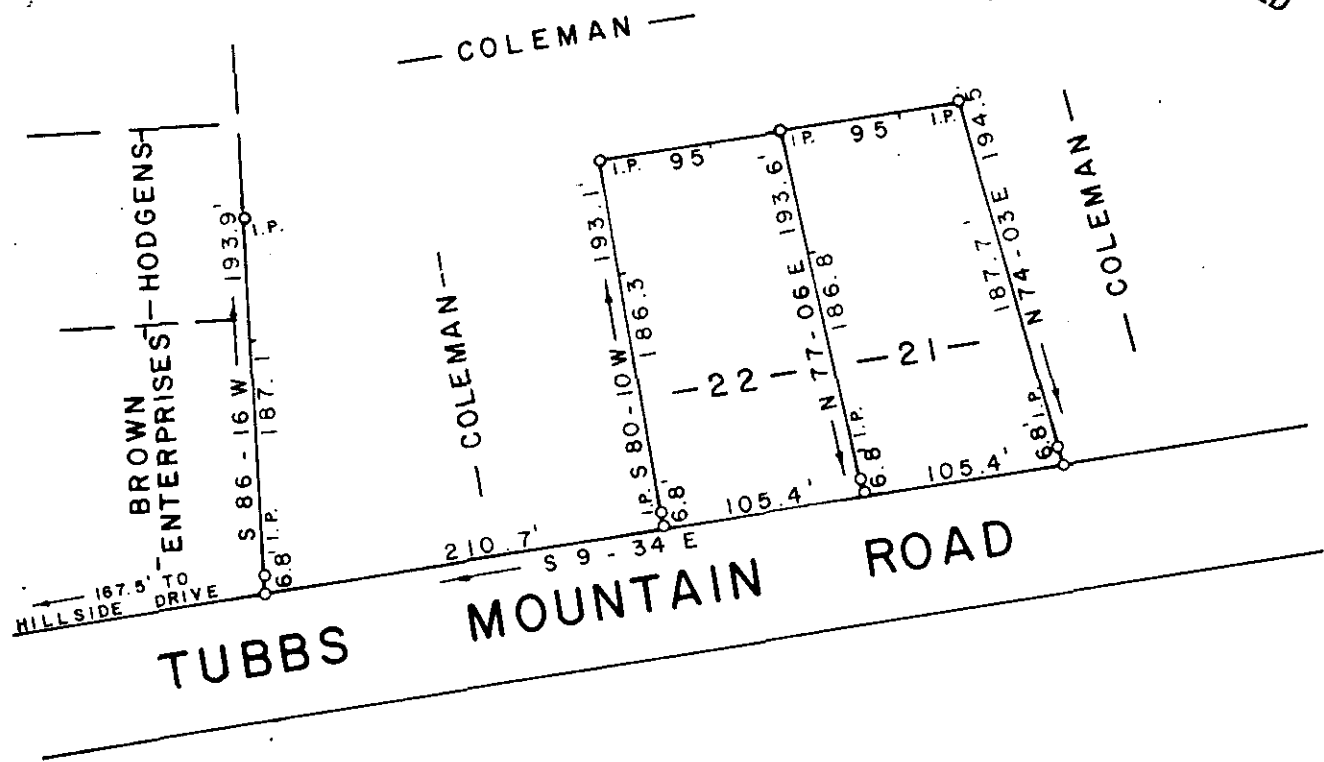 — COLEMAN —
— HODGENS —
BROWN
— ENTERPRISES —
S 86 - 16 W
193.9'
187.1'
I.P.
I.P.
6.8'
— COLEMAN —
193.1'
S 80 - 10 W
186.3'
I.P.
I.P.
6.8'
95'
— 22 —
I.P.
193.6'
N 77 - 06 E
186.8'
I.P.
6.8'
95'
— 21 —
I.P.
194.5'
N 74 - 03 E
187.7'
I.P.
6.8'
— COLEMAN —
167.5' TO
HILLSIDE DRIVE
210.7'
105.4'
105.4'
S 9 - 34 E
TUBBS MOUNTAIN ROAD